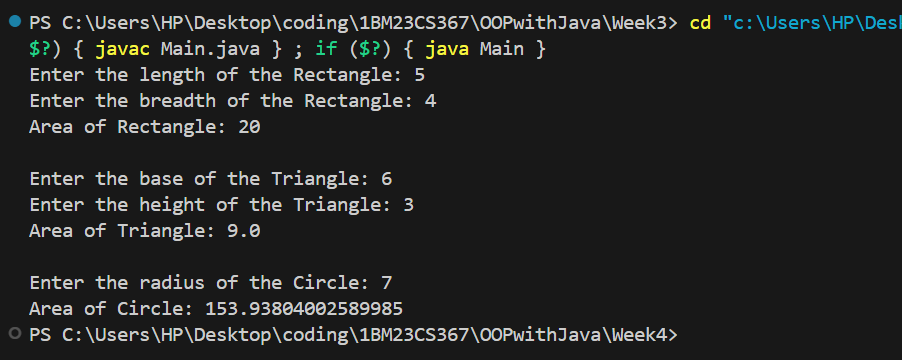 PS C:\Users\HP\Desktop\coding\1BM23CS367\OOPwithJava\Week3> cd "c:\Users\HP\Des
$?) { javac Main.java } ; if ($?) { java Main }
Enter the length of the Rectangle: 5
Enter the breadth of the Rectangle: 4
Area of Rectangle: 20
Enter the base of the Triangle: 6
Enter the height of the Triangle: 3
Area of Triangle: 9.0
Enter the radius of the Circle: 7
Area of Circle: 153.93804002589985
PS C:\Users\HP\Desktop\coding\1BM23CS367\OOPwithJava\Week4>